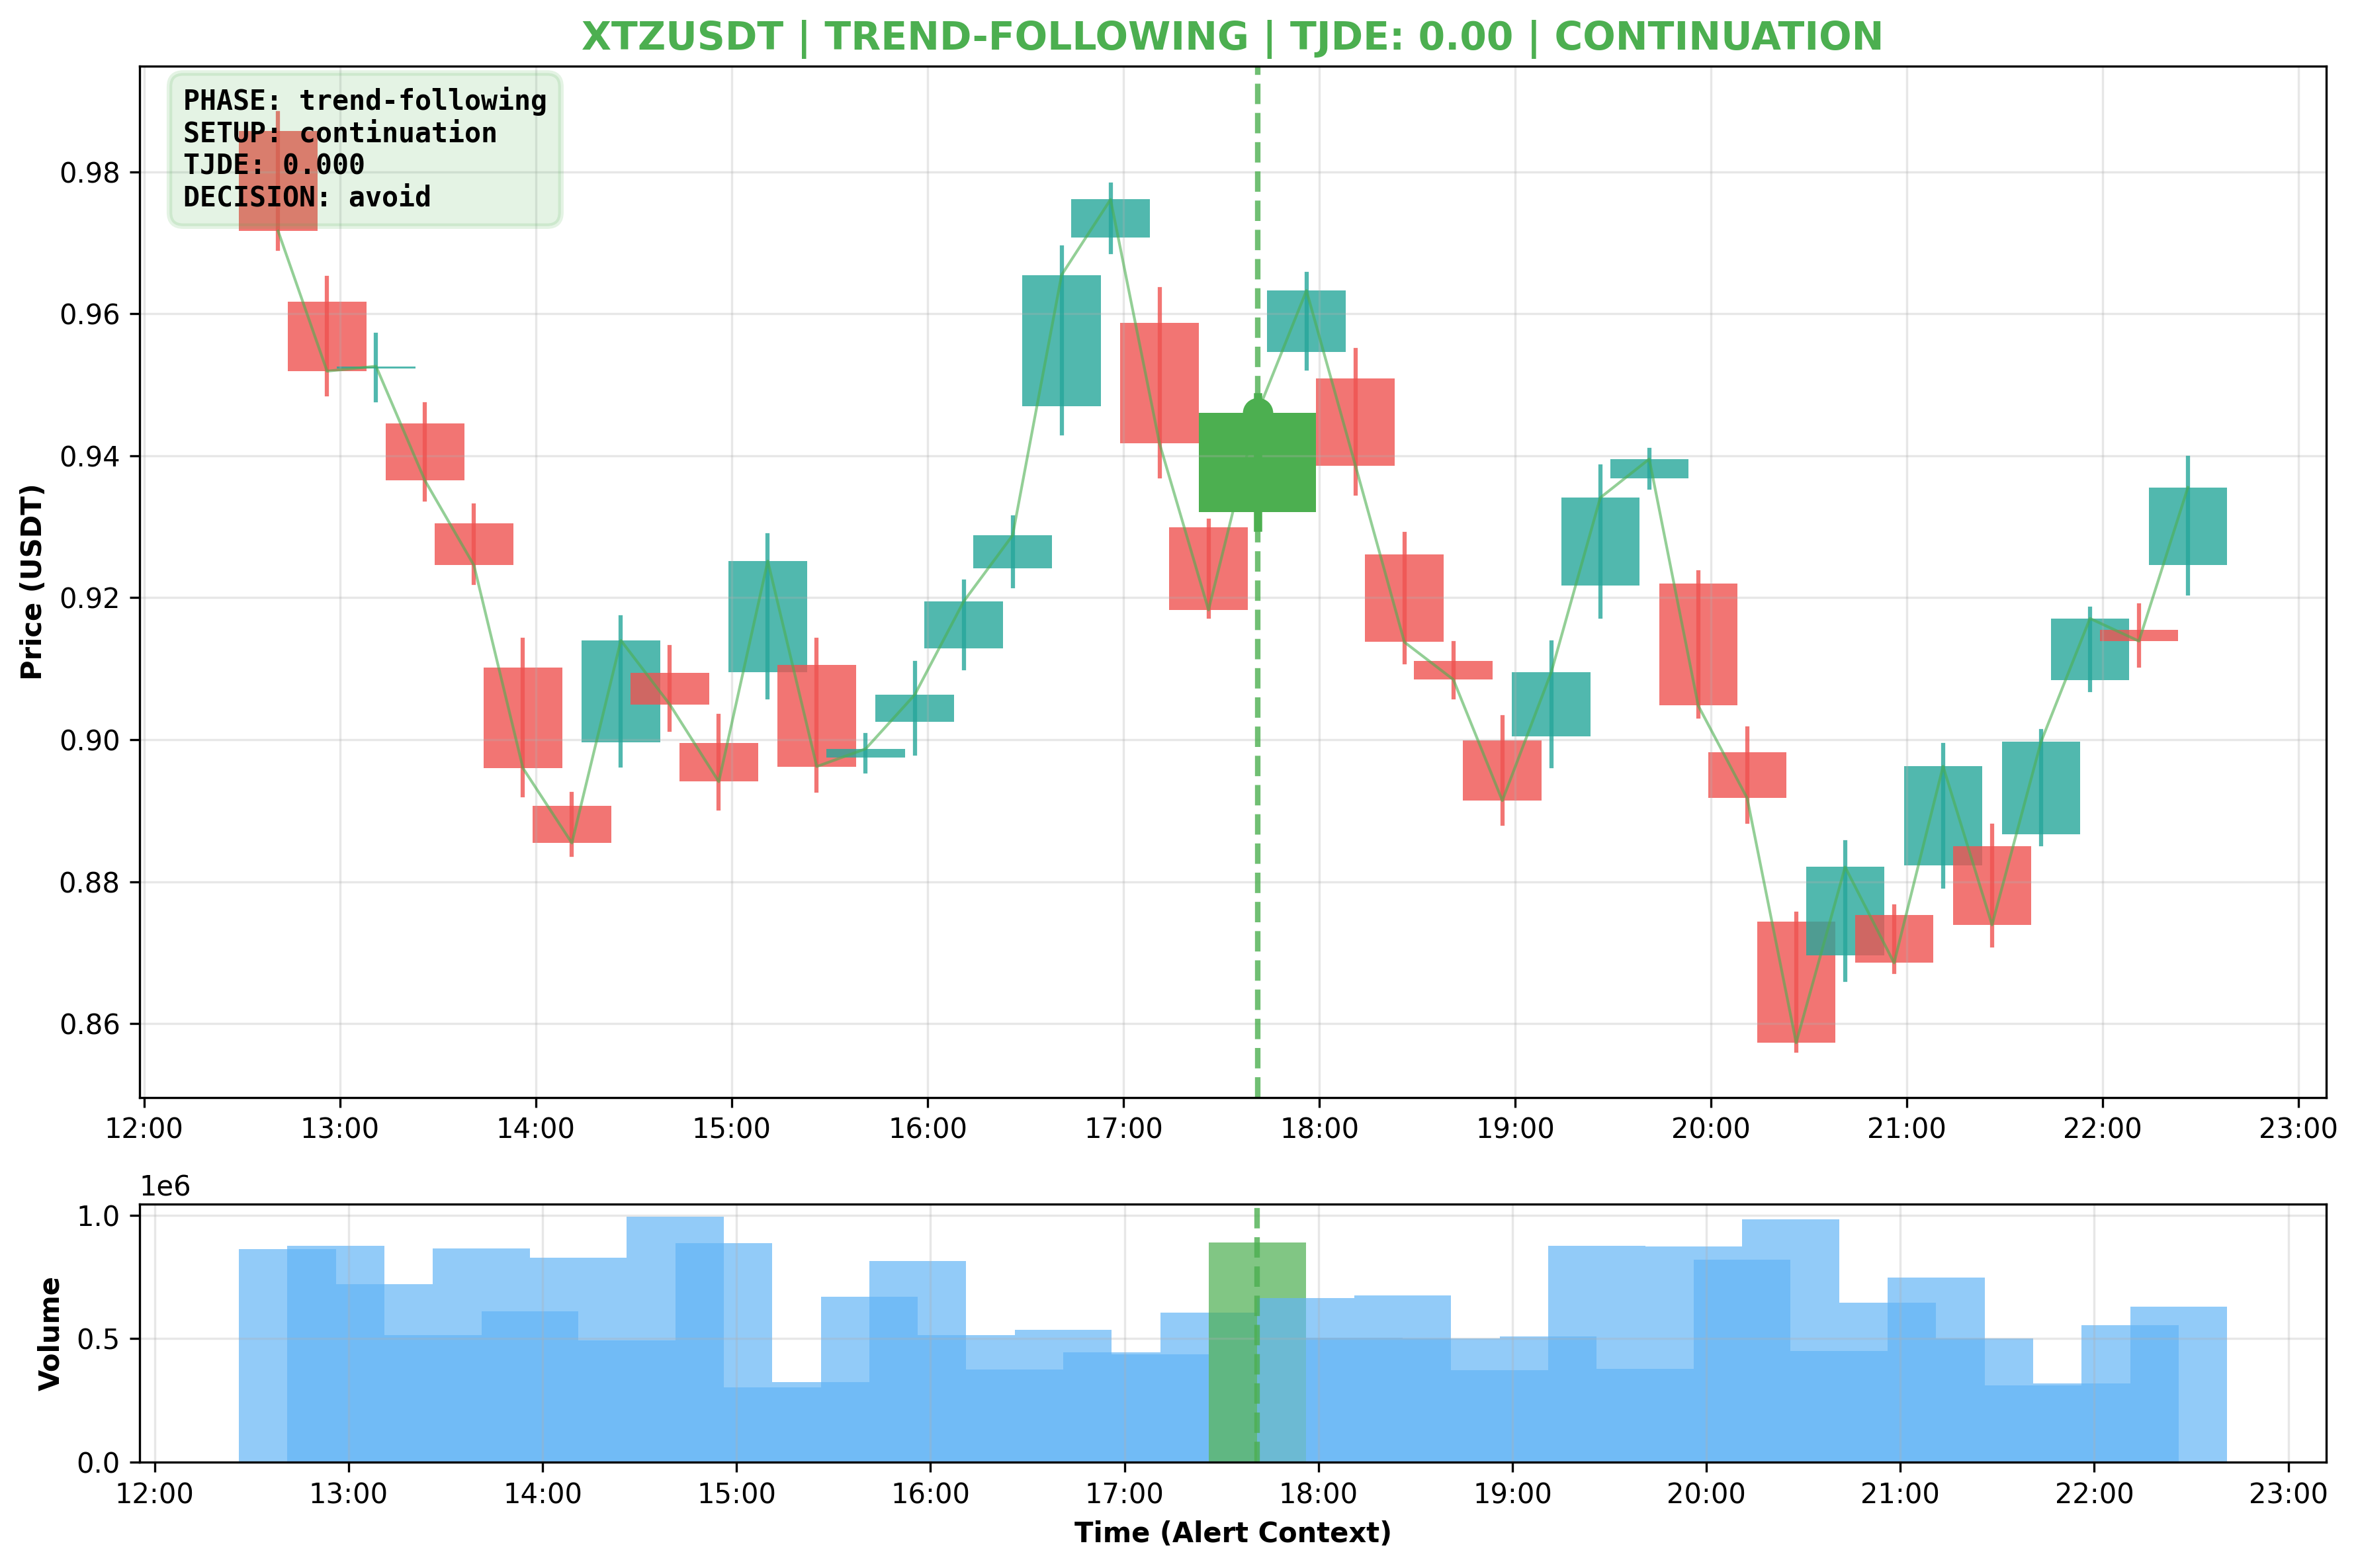 XTZUSDT | TREND-FOLLOWING | TJDE: 0.00 | CONTINUATION
PHASE: trend-following
SETUP: continuation
TJDE: 0.000
DECISION: avoid
Price (USDT)
0.98
0.96
0.94
0.92
0.90
0.88
0.86
12:00 13:00 14:00 15:00 16:00 17:00 18:00 19:00 20:00 21:00 22:00 23:00
1e6
Volume
1.0
0.5
0.0
12:00 13:00 14:00 15:00 16:00 17:00 18:00 19:00 20:00 21:00 22:00 23:00
Time (Alert Context)